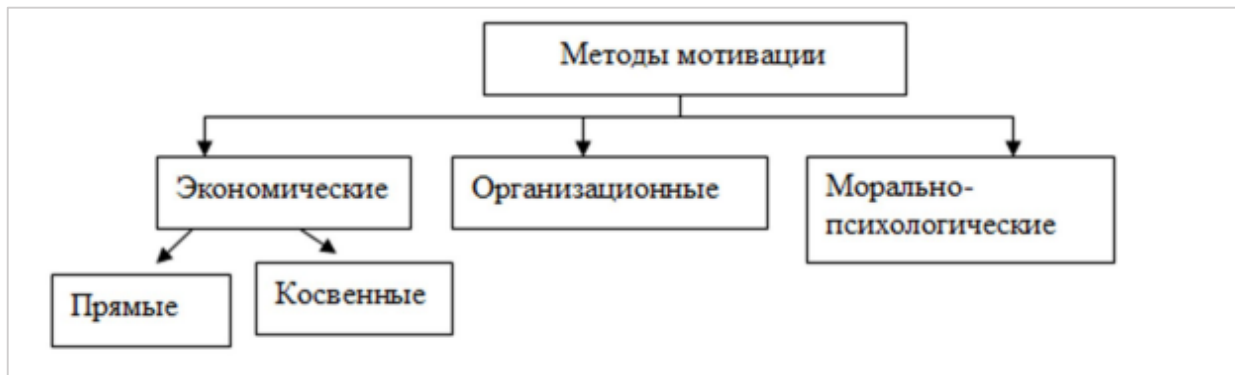 Методы мотивации
Экономические
Организационные
Морально-
психологические
Прямые
Косвенные